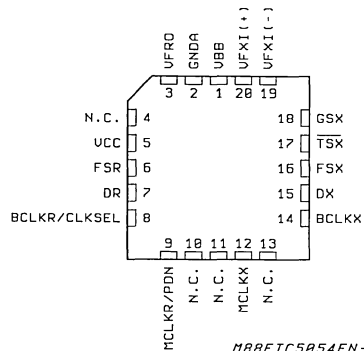 VFRO
GNDA
VBB
VFXI(+)
VFXI(-)
3 2 1 20 19
N.C. 4
VCC 5
FSR 6
DR 7
BCLKR/CLKSEL 8
18 GSX
17 TSX
16 FSX
15 DX
14 BCLKX
9 10 11 12 13
MCLKR/PDN
N.C.
N.C.
MCLKX
N.C.
M88ETC5054FN-